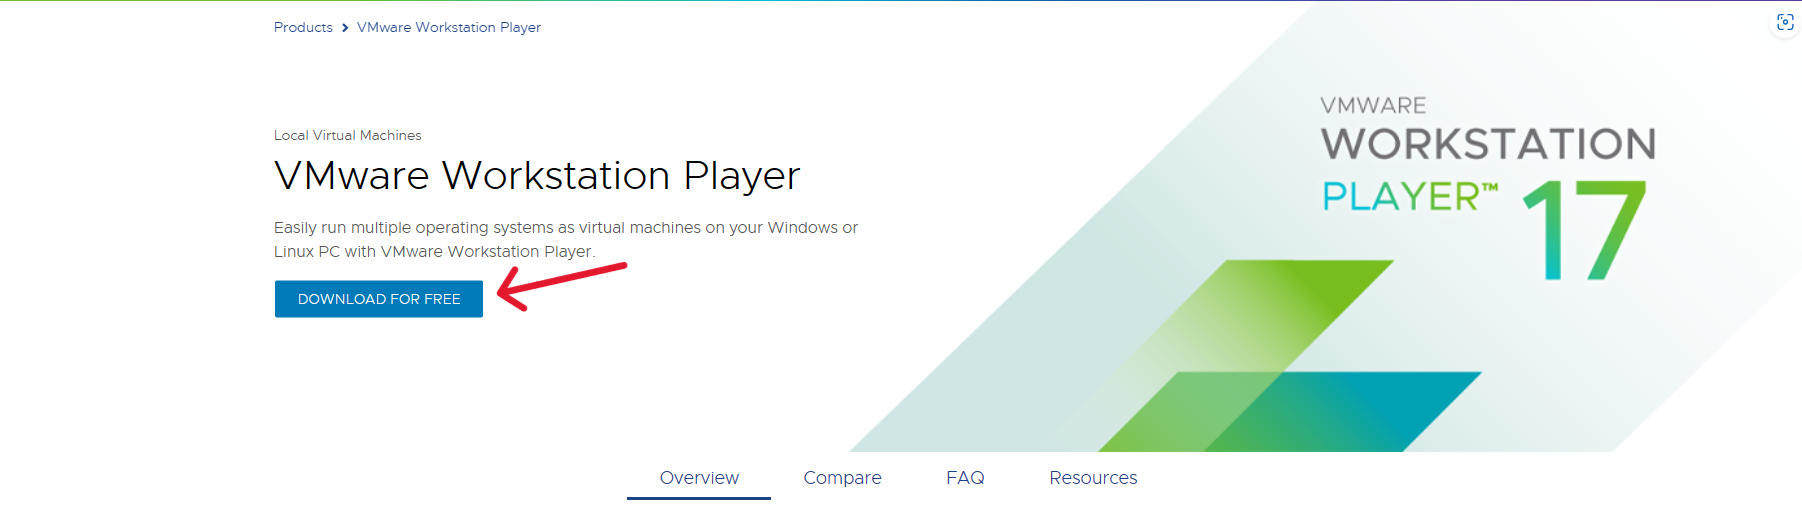 Products > VMware Workstation Player
Local Virtual Machines
VMware Workstation Player
Easily run multiple operating systems as virtual machines on your Windows or
Linux PC with VMware Workstation Player.
DOWNLOAD FOR FREE
VMWARE
WORKSTATION
PLAYER™ 17
Overview Compare FAQ Resources